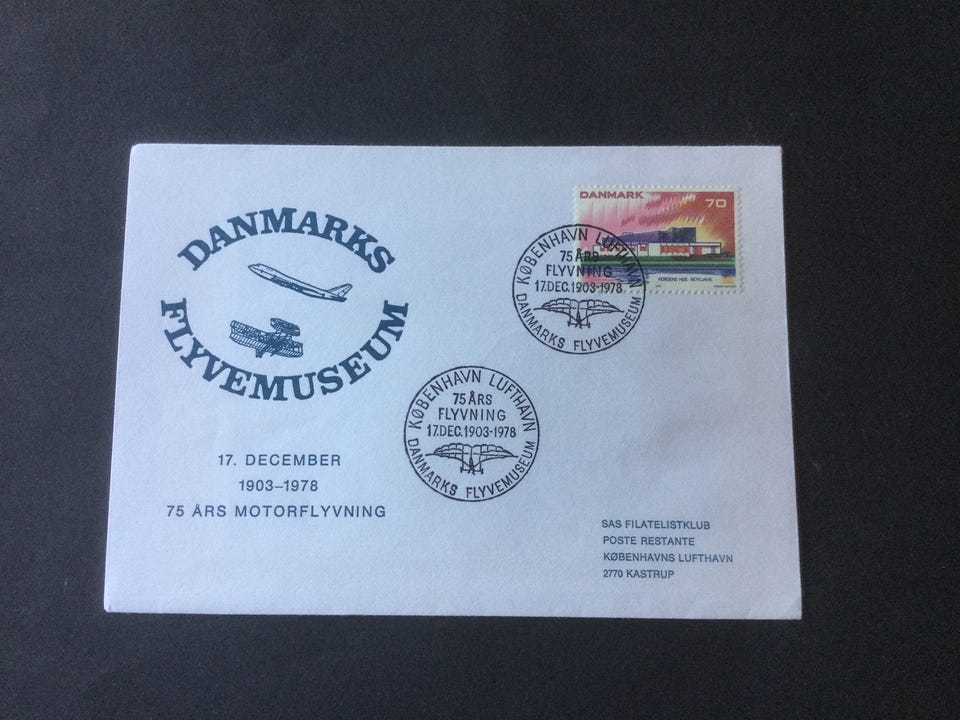 DANMARKS
FLYVEMUSEUM
17. DECEMBER
1903–1978
75 ÅRS MOTORFLYVNING
DANMARK 70
NORDENS HUS · REYKJAVIK
KØBENHAVN LUFTHAVN
75 ÅRS
FLYVNING
17.DEC.1903-1978
DANMARKS FLYVEMUSEUM
KØBENHAVN LUFTHAVN
75 ÅRS
FLYVNING
17.DEC.1903-1978
DANMARKS FLYVEMUSEUM
SAS FILATELISTKLUB
POSTE RESTANTE
KØBENHAVNS LUFTHAVN
2770 KASTRUP